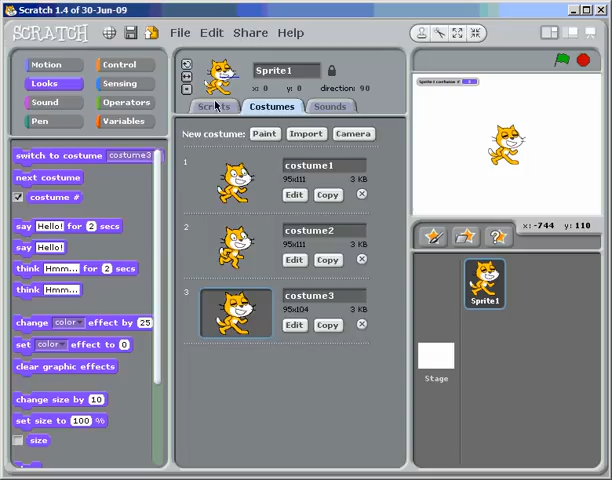 Scratch 1.4 of 30-Jun-09
SCRATCH File Edit Share Help
Motion Control
Looks Sensing
Sound Operators
Pen Variables
Sprite1
x: 0 y: 0 direction: 90
Scripts Costumes Sounds
New costume: Paint Import Camera
1 costume1
95x111 3 KB
Edit Copy
2 costume2
95x111 3 KB
Edit Copy
3 costume3
95x104 3 KB
Edit Copy
switch to costume costume3
next costume
costume #
say Hello! for 2 secs
say Hello!
think Hmm... for 2 secs
think Hmm...
change color effect by 25
set color effect to 0
clear graphic effects
change size by 10
set size to 100 %
size
Sprite1 costume #
x: -744 y: 110
Sprite1
Stage